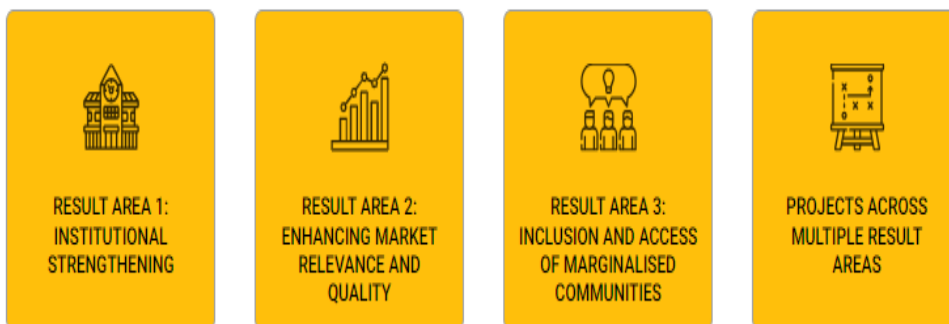 RESULT AREA 1:
INSTITUTIONAL
STRENGTHENING
RESULT AREA 2:
ENHANCING MARKET
RELEVANCE AND
QUALITY
RESULT AREA 3:
INCLUSION AND ACCESS
OF MARGINALISED
COMMUNITIES
PROJECTS ACROSS
MULTIPLE RESULT
AREAS